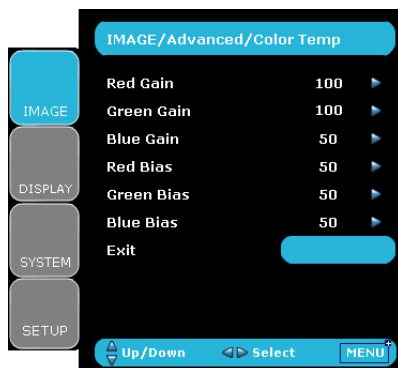 IMAGE/Advanced/Color Temp
IMAGE
DISPLAY
SYSTEM
SETUP
Red Gain 100
Green Gain 100
Blue Gain 50
Red Bias 50
Green Bias 50
Blue Bias 50
Exit
Up/Down Select MENU